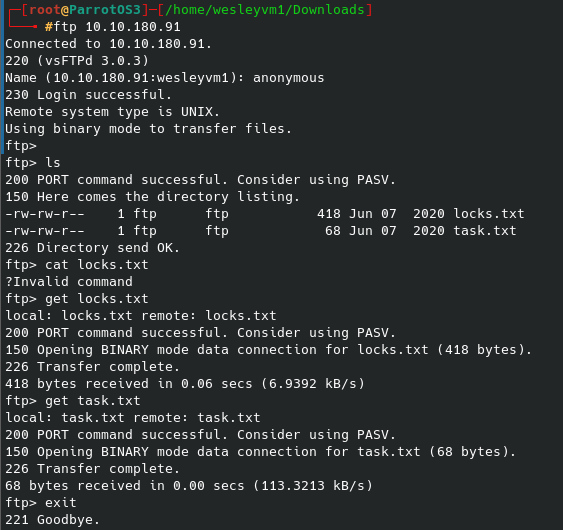 ┌─[root@ParrotOS3]─[/home/wesleyvm1/Downloads]
└──╼ #ftp 10.10.180.91
Connected to 10.10.180.91.
220 (vsFTPd 3.0.3)
Name (10.10.180.91:wesleyvm1): anonymous
230 Login successful.
Remote system type is UNIX.
Using binary mode to transfer files.
ftp>
ftp> ls
200 PORT command successful. Consider using PASV.
150 Here comes the directory listing.
-rw-rw-r--    1 ftp      ftp           418 Jun 07  2020 locks.txt
-rw-rw-r--    1 ftp      ftp            68 Jun 07  2020 task.txt
226 Directory send OK.
ftp> cat locks.txt
?Invalid command
ftp> get locks.txt
local: locks.txt remote: locks.txt
200 PORT command successful. Consider using PASV.
150 Opening BINARY mode data connection for locks.txt (418 bytes).
226 Transfer complete.
418 bytes received in 0.06 secs (6.9392 kB/s)
ftp> get task.txt
local: task.txt remote: task.txt
200 PORT command successful. Consider using PASV.
150 Opening BINARY mode data connection for task.txt (68 bytes).
226 Transfer complete.
68 bytes received in 0.00 secs (113.3213 kB/s)
ftp> exit
221 Goodbye.